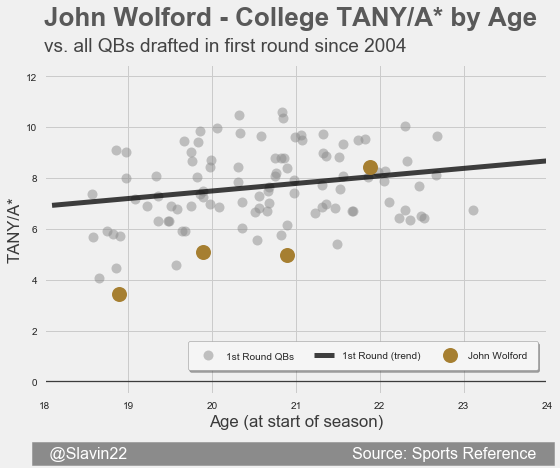 John Wolford - College TANY/A* by Age
vs. all QBs drafted in first round since 2004
12
10
8
6
4
2
0
TANY/A*
1st Round QBs
1st Round (trend)
John Wolford
18
19
20
21
22
23
24
Age (at start of season)
@Slavin22
Source: Sports Reference